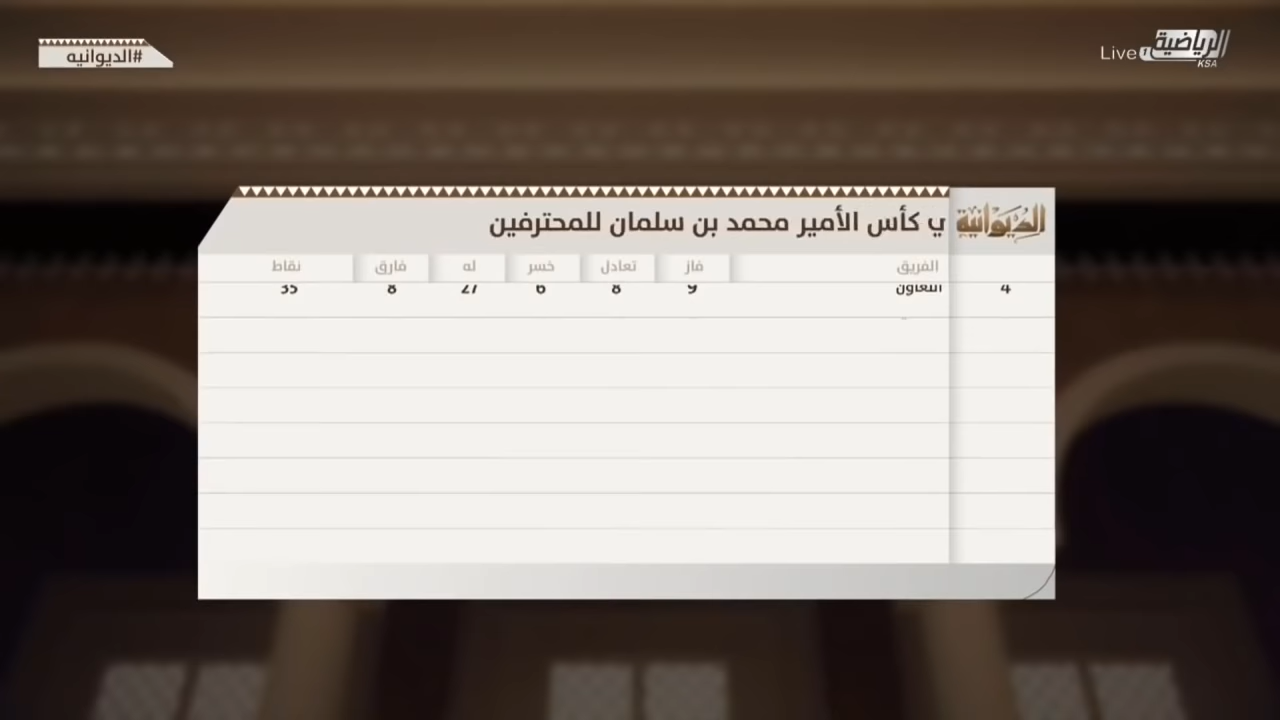 #الديوانيه
Live الرياضية 1
KSA
الديوانية
ي كأس الأمير محمد بن سلمان للمحترفين
الفريق فاز تعادل خسر له فارق نقاط
4 التعاون 9 8 6 27 8 35